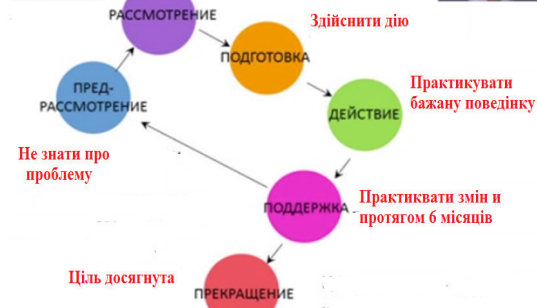 РАССМОТРЕНИЕ
Здійснити дію
ПОДГОТОВКА
ПРЕД-
РАССМОТРЕНИЕ
Практикувати
бажану поведінку
ДЕЙСТВИЕ
Не знати про
проблему
ПОДДЕРЖКА
Практиквати змін и
протягом 6 місяців
Ціль досягнута
ПРЕКРАЩЕНИЕ